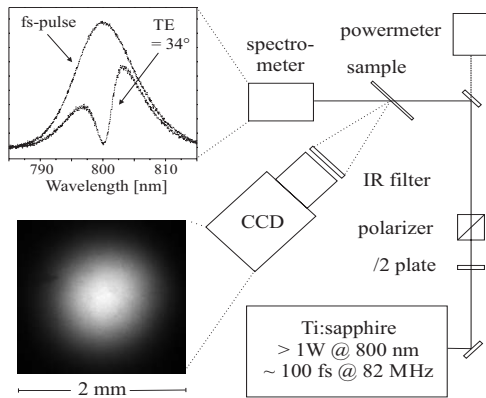 fs-pulse
TE
= 34°
790
800
810
Wavelength [nm]
spectro-
meter
powermeter
sample
CCD
IR filter
polarizer
/2 plate
Ti:sapphire
> 1W @ 800 nm
~ 100 fs @ 82 MHz
2 mm